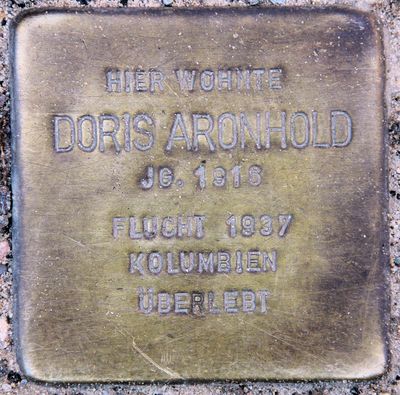 HIER WOHNTE
DORIS ARONHOLD
JG. 1916
FLUCHT 1937
KOLUMBIEN
ÜBERLEBT